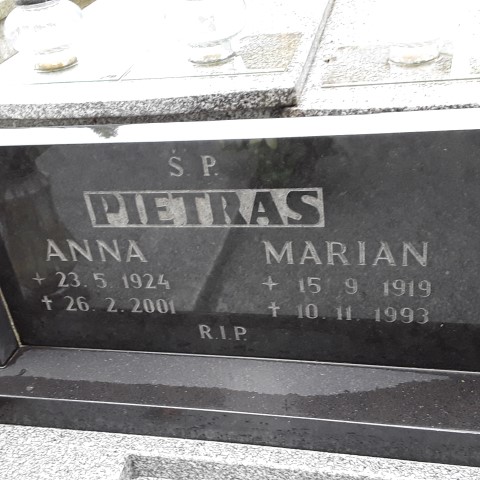 Ś. P.
PIETRAS
ANNA
+ 23. 5. 1924
✝ 26. 2. 2001
MARIAN
+ 15 9 1919
✝ 10. 11. 1993
R.I.P.